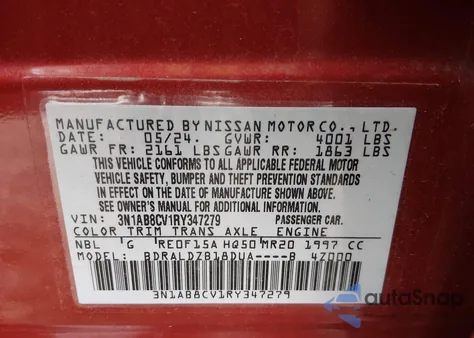 MANUFACTURED BY NISSAN MOTOR CO., LTD.
DATE: 05/24. GVWR: 4001 LBS
GAWR FR: 2161 LBS GAWR RR: 1863 LBS
THIS VEHICLE CONFORMS TO ALL APPLICABLE FEDERAL MOTOR
VEHICLE SAFETY, BUMPER AND THEFT PREVENTION STANDARDS
IN EFFECT ON THE DATE OF MANUFACTURE SHOWN ABOVE.
SEE OWNER'S MANUAL FOR ADDITIONAL INFORMATION.
VIN: 3N1AB8CV1RY347279 PASSENGER CAR.
COLOR TRIM TRANS AXLE ENGINE
NBL G RE0F15A HQ50 MR20 1997 CC
MODEL: BDRALDZB18DUA----B 4Z000
3N1AB8CV1RY347279
autoSnap